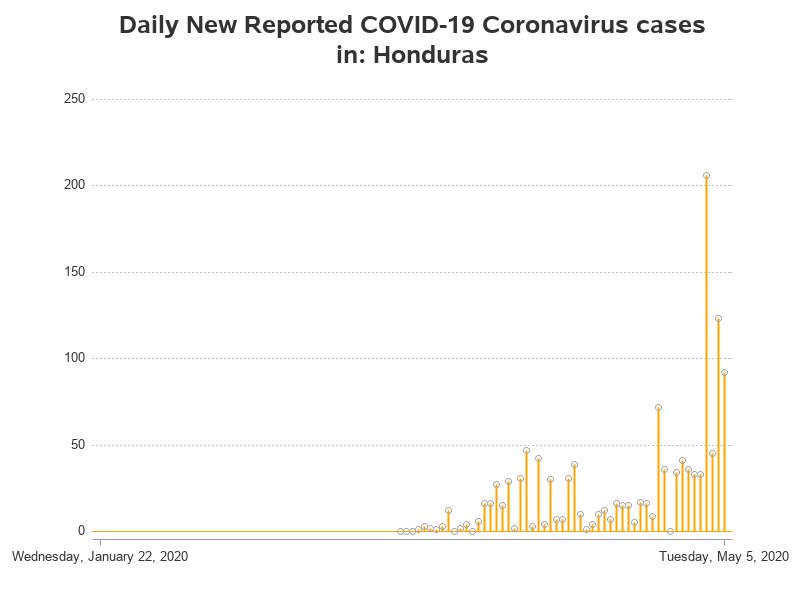 Daily New Reported COVID-19 Coronavirus cases
in: Honduras
250
200
150
100
50
0
Wednesday, January 22, 2020
Tuesday, May 5, 2020